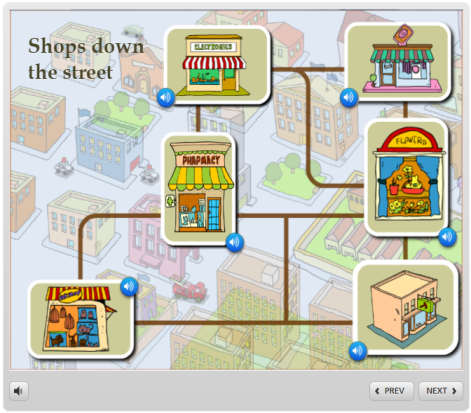 Shops down
the street
ELECTRONICS
PHARMACY
FLOWERS
PREV
NEXT